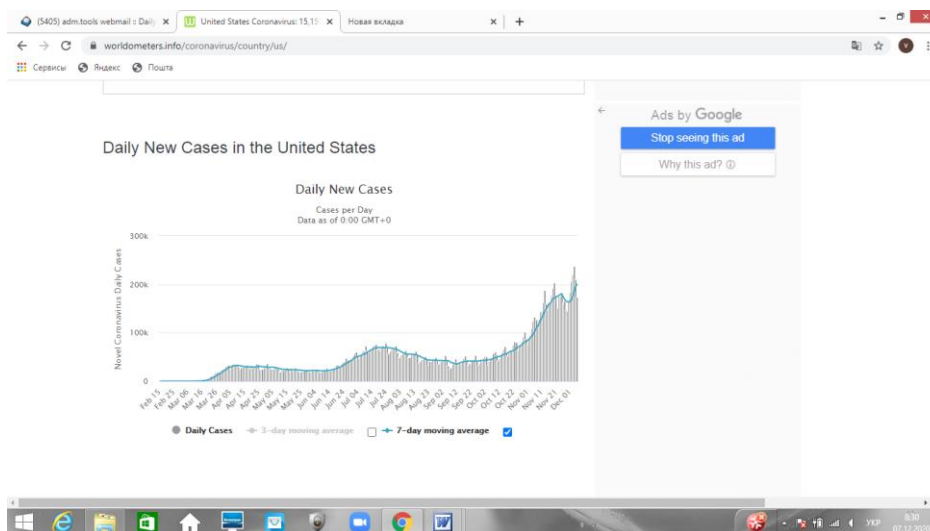 (5405) adm.tools webmail :: Daily
United States Coronavirus: 15,15
Новая вкладка
worldometers.info/coronavirus/country/us/
Сервисы Яндекс Почта
Ads by Google
Stop seeing this ad
Why this ad?
Daily New Cases in the United States
Daily New Cases
Cases per Day
Data as of 0:00 GMT+0
Novel Coronavirus Daily Cases
300k
200k
100k
0
Feb 15 Feb 25 Mar 06 Mar 16 Mar 26 Apr 05 Apr 15 Apr 25 May 05 May 15 May 25 Jun 04 Jun 14 Jun 24 Jul 04 Jul 14 Jul 24 Aug 03 Aug 13 Aug 23 Sep 02 Sep 12 Sep 22 Oct 02 Oct 12 Oct 22 Nov 01 Nov 11 Nov 21 Dec 01
Daily Cases 3-day moving average 7-day moving average
УКР
8:30
07.12.2020